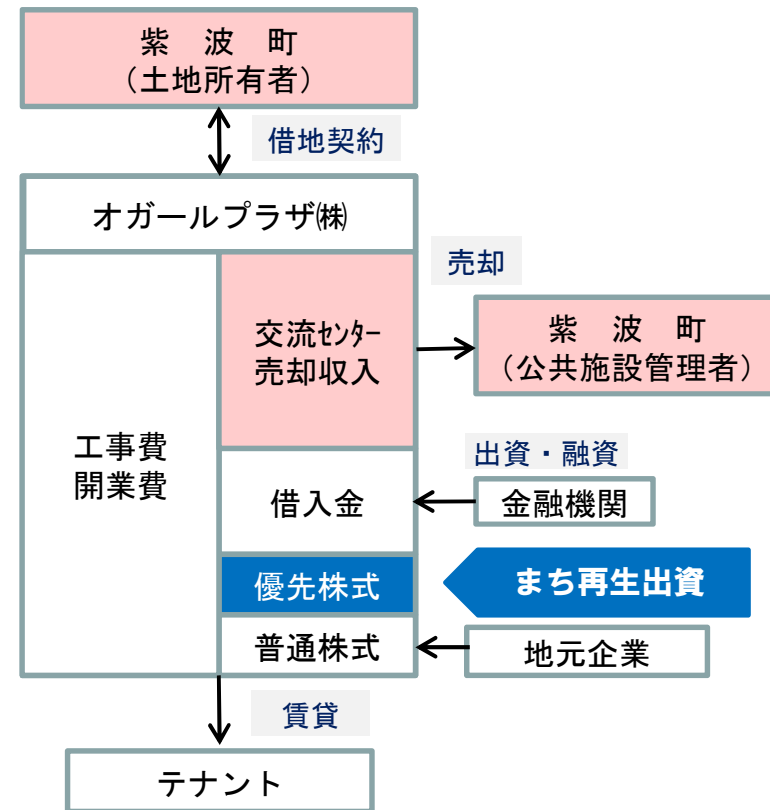 紫　波　町
（土地所有者）
借地契約
オガールプラザ㈱
売却
交流ｾﾝﾀｰ
売却収入
紫　波　町
（公共施設管理者）
工事費
開業費
出資・融資
借入金
金融機関
優先株式
まち再生出資
普通株式
地元企業
賃貸
テナント